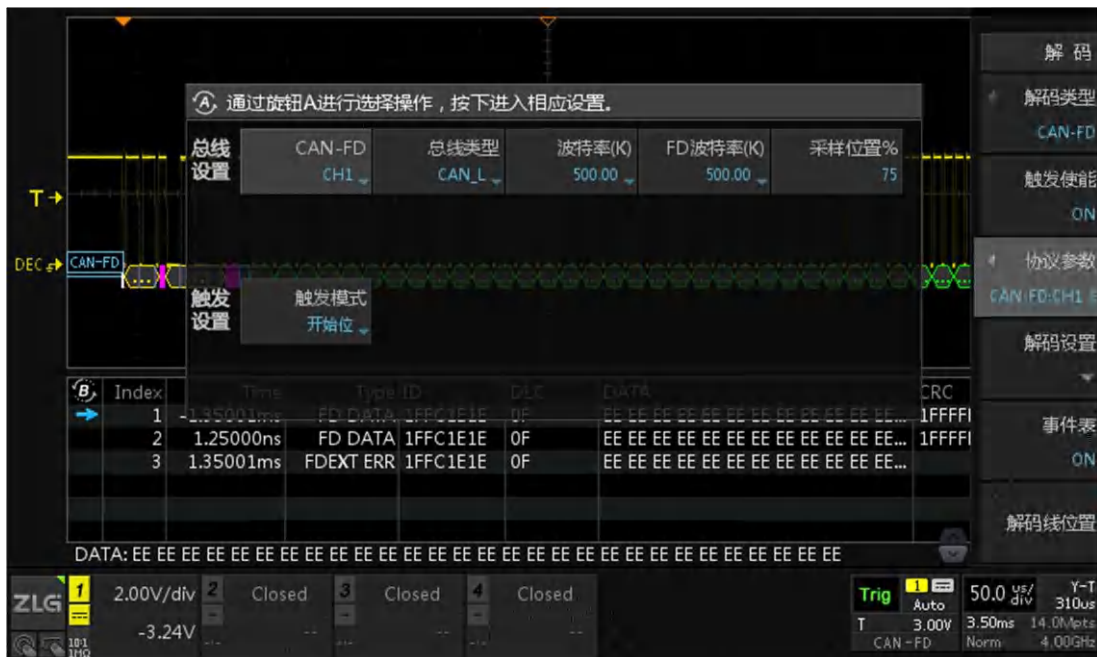 解 码
通过旋钮A进行选择操作，按下进入相应设置。
解码类型
CAN-FD
总线设置
CAN-FD
CH1
总线类型
CAN_L
波特率(K)
500.00
FD波特率(K)
500.00
采样位置%
75
触发使能
ON
T
DEC
CAN-FD
协议参数
CAN-FD:CH1
触发设置
触发模式
开始位
解码设置
B Index Time Type ID DLC DATA CRC
1 -1.35001ms FD DATA 1FFC1E1E 0F EE EE EE EE EE EE EE EE EE EE EE EE... 1FFFF
2 1.25000ns FD DATA 1FFC1E1E 0F EE EE EE EE EE EE EE EE EE EE EE EE... 1FFFF
3 1.35001ms FDEXT ERR 1FFC1E1E 0F EE EE EE EE EE EE EE EE EE EE EE EE...
事件表
ON
解码线位置
DATA: EE EE EE EE EE EE EE EE EE EE EE EE EE EE EE EE EE EE EE EE EE EE EE EE EE EE EE EE EE
ZLG
1 2.00V/div 2 Closed 3 Closed 4 Closed
-3.24V
10:1
1MΩ
Trig 1 Auto
T 3.00V
CAN-FD
50.0 us/div Y-T
310us
3.50ms 14.0Mpts
Norm 4.00GHz